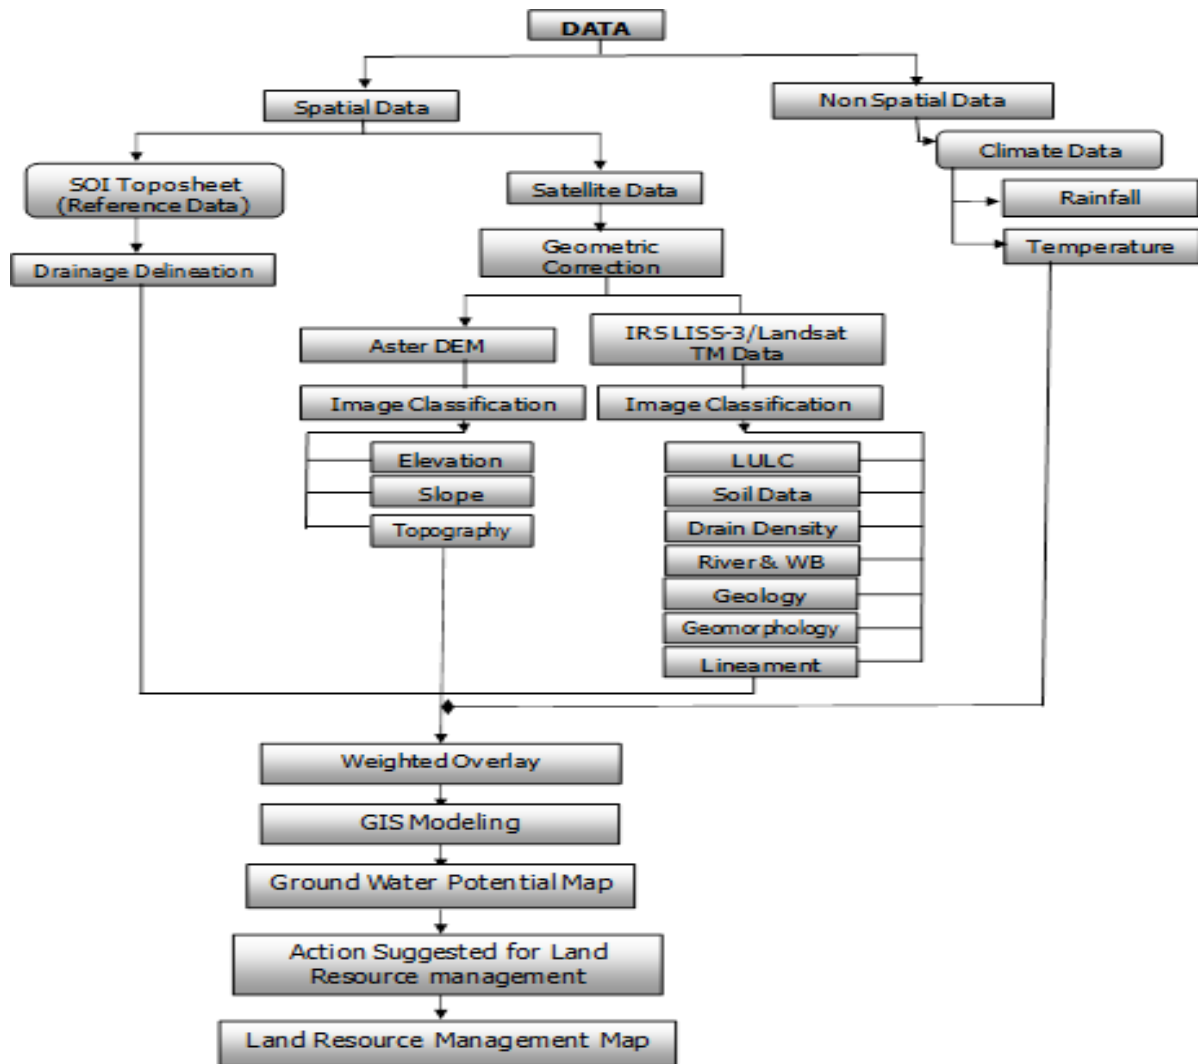 DATA
Spatial Data
Non Spatial Data
Climate Data
SOI Toposheet
(Reference Data)
Satellite Data
Rainfall
Temperature
Drainage Delineation
Geometric
Correction
Aster DEM
IRS LISS-3/Landsat
TM Data
Image Classification
Image Classification
Elevation
Slope
Topography
LULC
Soil Data
Drain Density
River & WB
Geology
Geomorphology
Lineament
Weighted Overlay
GIS Modeling
Ground Water Potential Map
Action Suggested for Land
Resource management
Land Resource Management Map